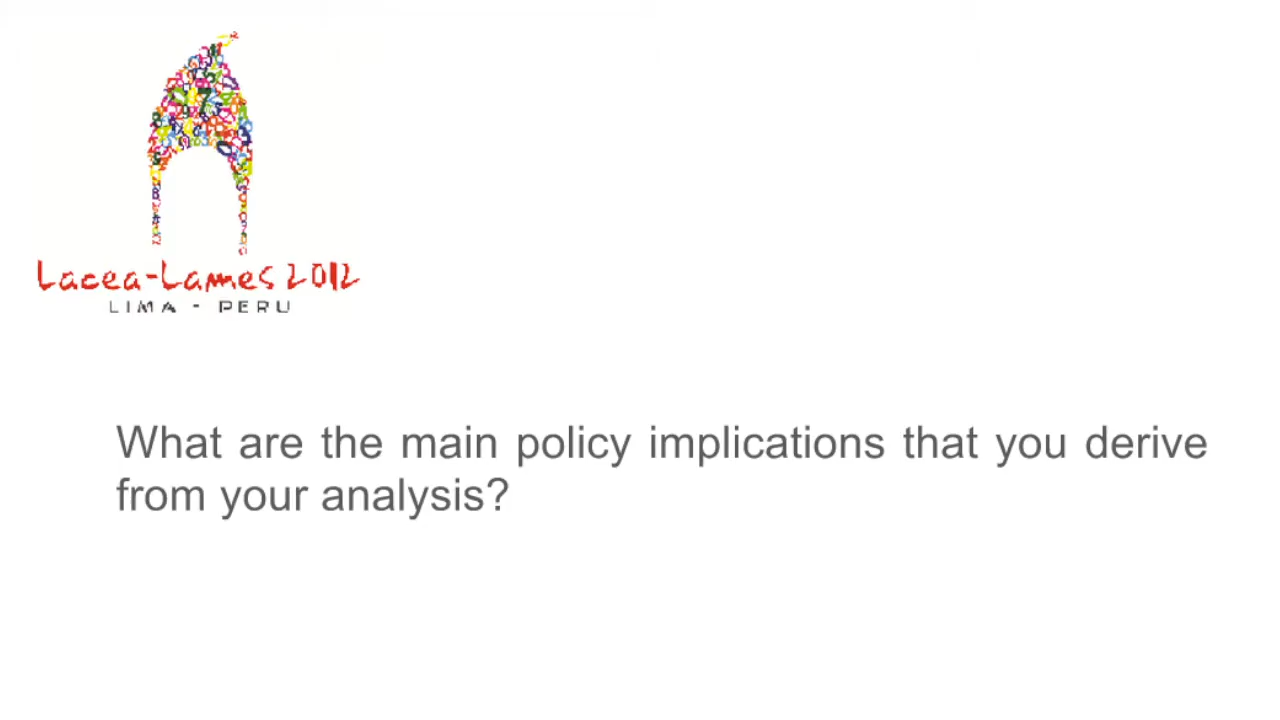 Lacea-Lames 2012
LIMA - PERU
What are the main policy implications that you derive
from your analysis?